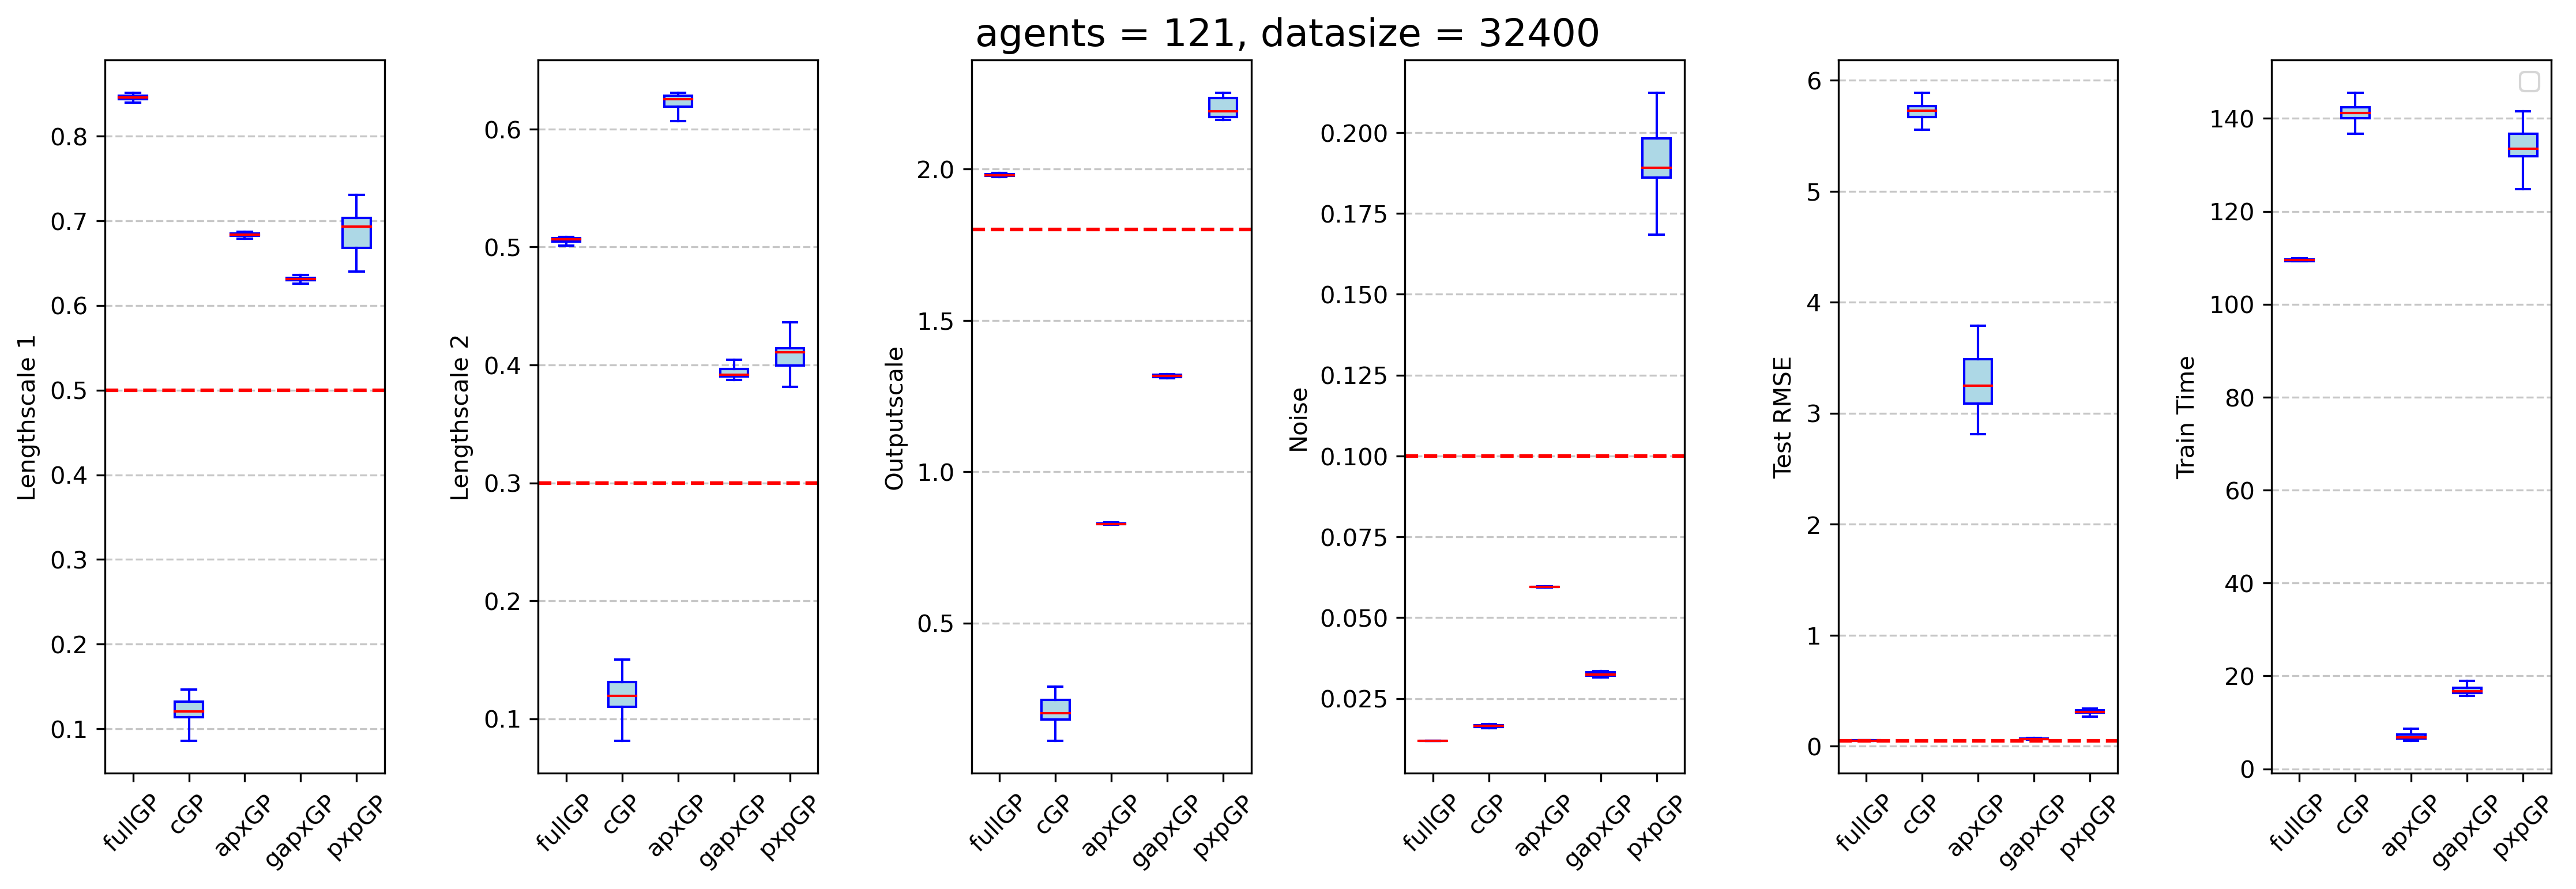 agents = 121, datasize = 32400
Lengthscale 1
0.8
0.7
0.6
0.5
0.4
0.3
0.2
0.1
fullGP
cGP
apxGP
gapxGP
pxpGP
Lengthscale 2
0.6
0.5
0.4
0.3
0.2
0.1
fullGP
cGP
apxGP
gapxGP
pxpGP
Outputscale
2.0
1.5
1.0
0.5
fullGP
cGP
apxGP
gapxGP
pxpGP
Noise
0.200
0.175
0.150
0.125
0.100
0.075
0.050
0.025
fullGP
cGP
apxGP
gapxGP
pxpGP
Test RMSE
6
5
4
3
2
1
0
fullGP
cGP
apxGP
gapxGP
pxpGP
Train Time
140
120
100
80
60
40
20
0
fullGP
cGP
apxGP
gapxGP
pxpGP